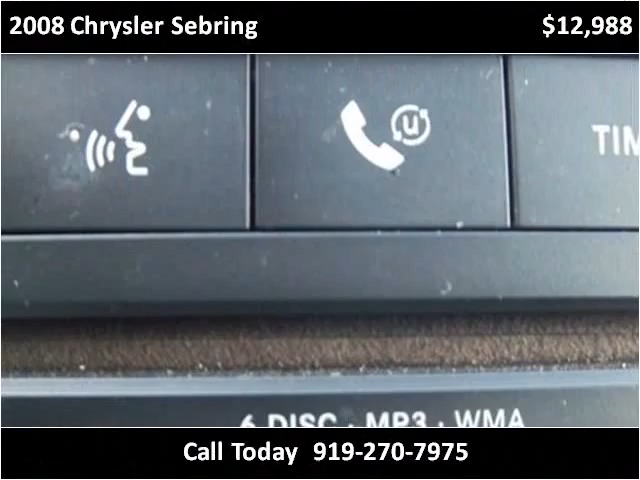 2008 Chrysler Sebring $12,988
u
TIM
6 DISC · MP3 · WMA
Call Today 919-270-7975